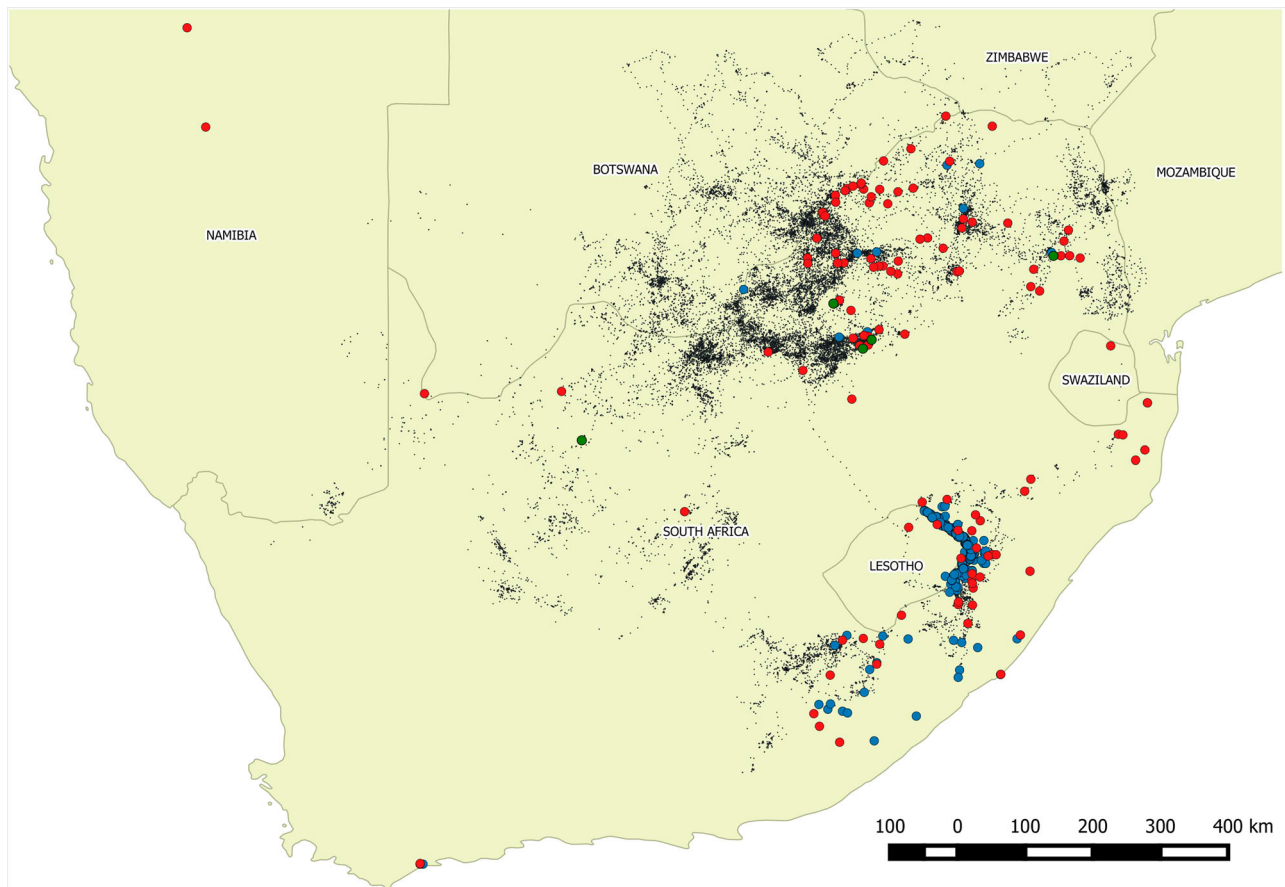 ZIMBABWE
BOTSWANA
MOZAMBIQUE
NAMIBIA
SWAZILAND
SOUTH AFRICA
LESOTHO
100 0 100 200 300 400 km